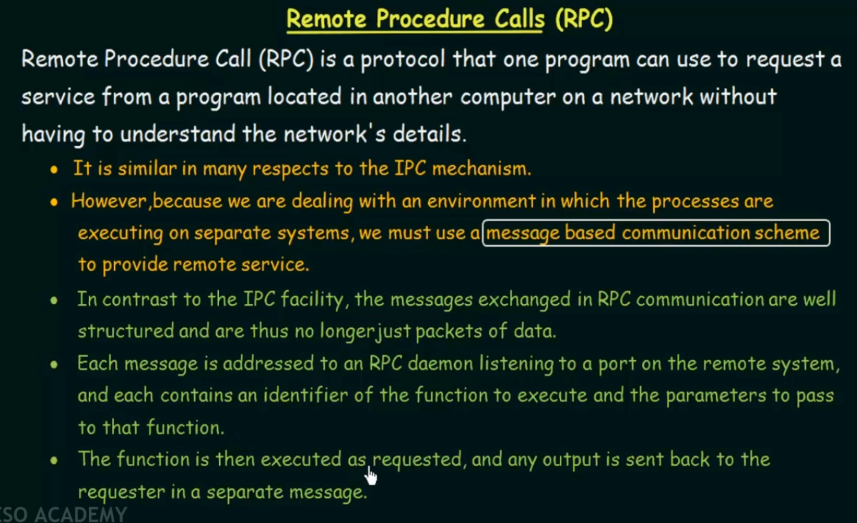 Remote Procedure Calls (RPC)
Remote Procedure Call (RPC) is a protocol that one program can use to request a
service from a program located in another computer on a network without
having to understand the network's details.
• It is similar in many respects to the IPC mechanism.
• However,because we are dealing with an environment in which the processes are
executing on separate systems, we must use a message based communication scheme
to provide remote service.
• In contrast to the IPC facility, the messages exchanged in RPC communication are well
structured and are thus no longer just packets of data.
• Each message is addressed to an RPC daemon listening to a port on the remote system,
and each contains an identifier of the function to execute and the parameters to pass
to that function.
• The function is then executed as requested, and any output is sent back to the
requester in a separate message.
ESO ACADEMY